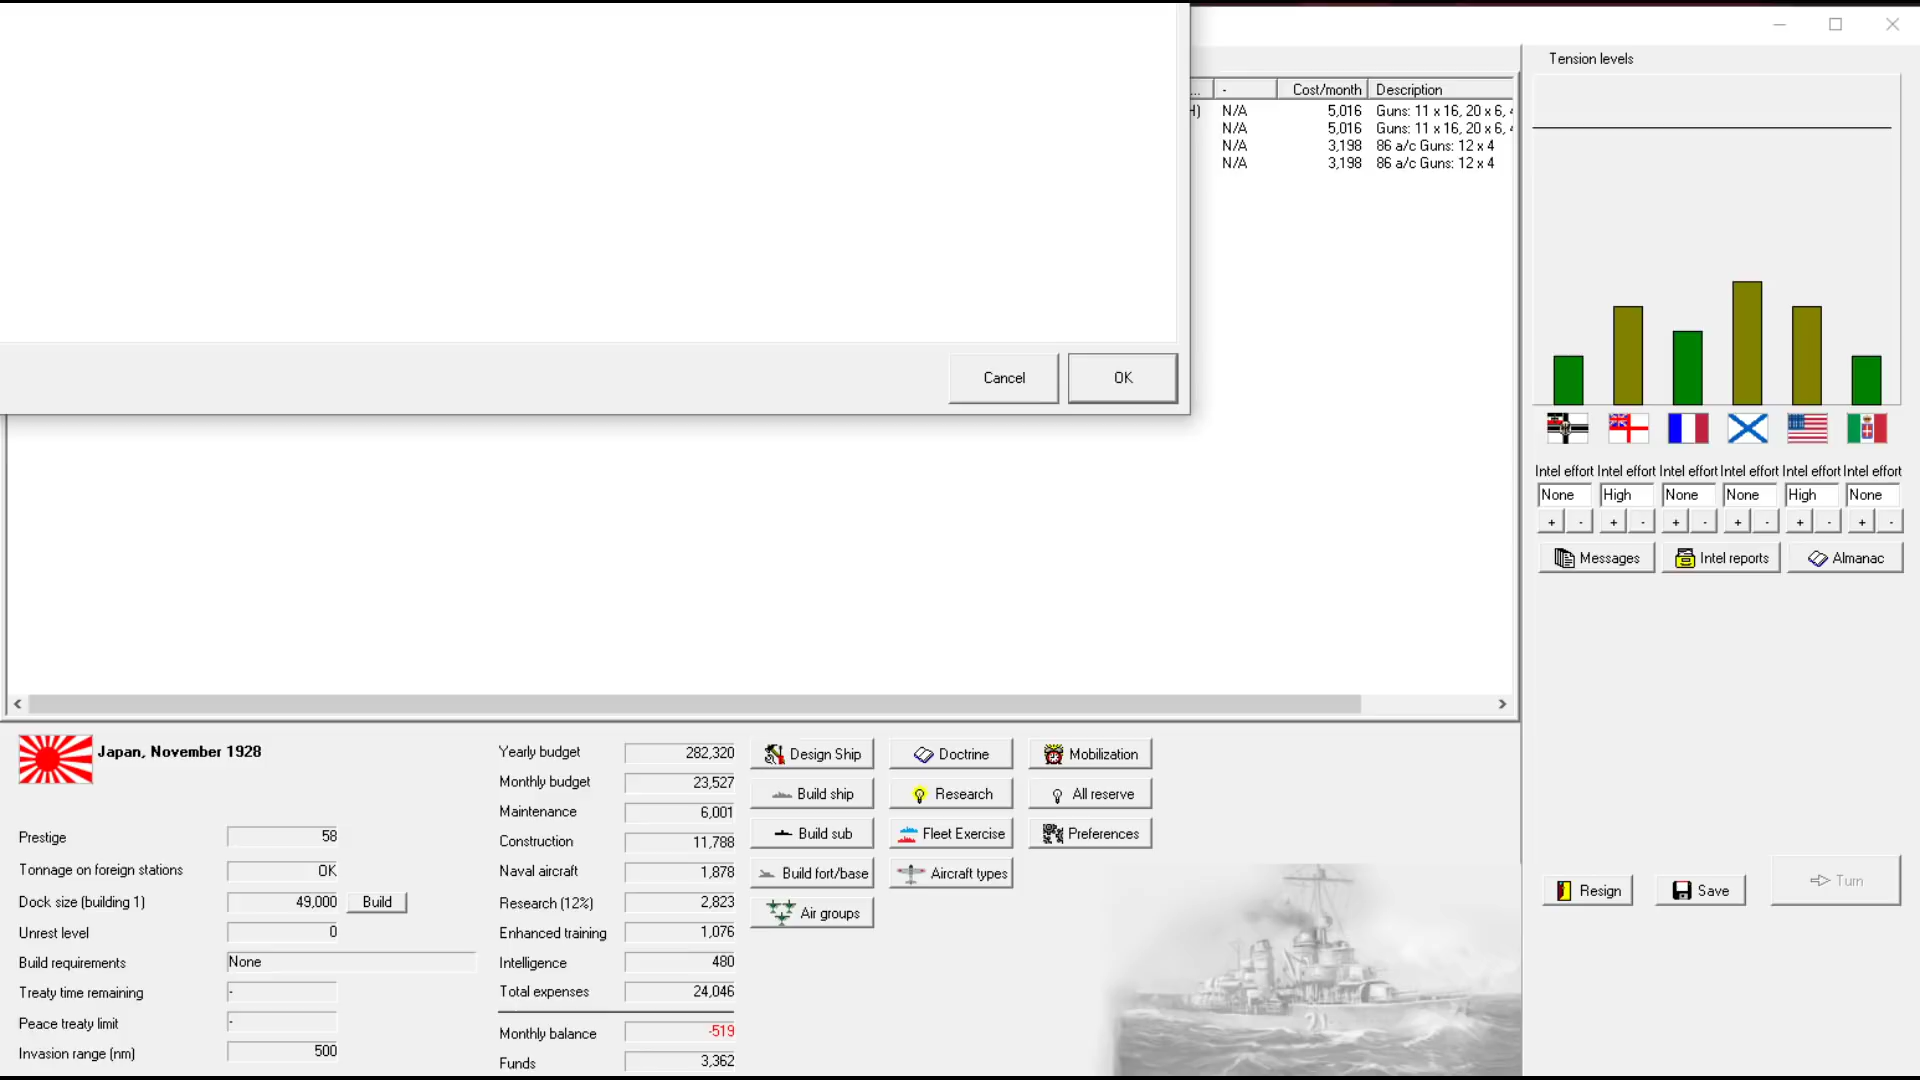 Tension levels
... - Cost/month Description
H) N/A 5,016 Guns: 11 x 16, 20 x 6,
N/A 5,016 Guns: 11 x 16, 20 x 6,
N/A 3,198 86 a/c Guns: 12 x 4
N/A 3,198 86 a/c Guns: 12 x 4
Cancel OK
Intel effort Intel effort Intel effort Intel effort Intel effort Intel effort
None High None None High None
+ - + - + - + - + - + -
Messages Intel reports Almanac
Japan, November 1928
Prestige 58
Tonnage on foreign stations OK
Dock size (building 1) 49,000 Build
Unrest level 0
Build requirements None
Treaty time remaining -
Peace treaty limit -
Invasion range (nm) 500
Yearly budget 282,320
Monthly budget 23,527
Maintenance 6,001
Construction 11,788
Naval aircraft 1,878
Research (12%) 2,823
Enhanced training 1,076
Intelligence 480
Total expenses 24,046
Monthly balance -519
Funds 3,362
Design Ship Doctrine Mobilization
Build ship Research All reserve
Build sub Fleet Exercise Preferences
Build fort/base Aircraft types
Air groups
Resign Save Turn